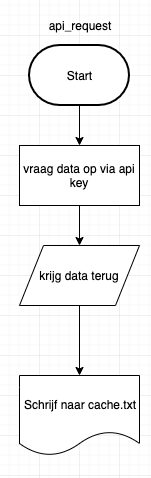 api_request
Start
vraag data op via api
key
krijg data terug
Schrijf naar cache.txt